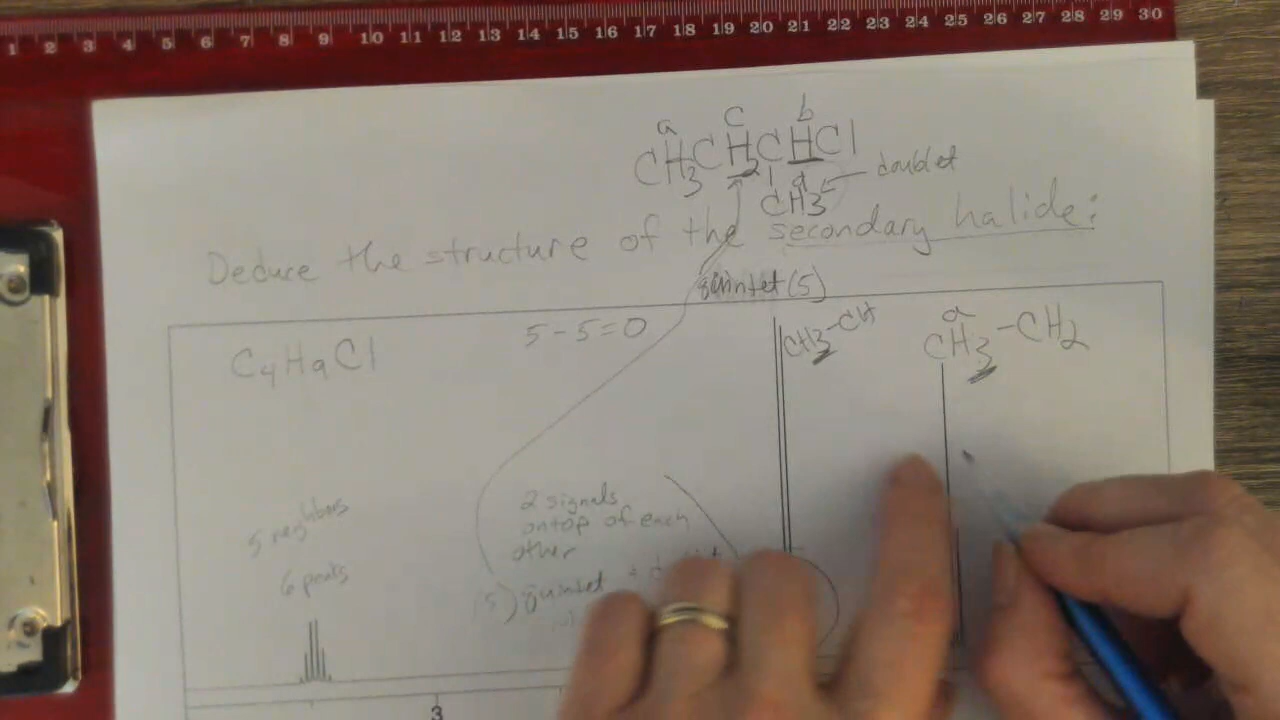 1 2 3 4 5 6 7 8 9 10 11 12 13 14 15 16 17 18 19 20 21 22 23 24 25 26 27 28 29 30
a c b
CH3CH2CHCl
d
CH3
doublet
Deduce the structure of the secondary halide:
quintet (5)
C4H9Cl
5-5=0
CH3-CH
a
CH3-CH2
5 neighbors
6 peaks
2 signals
ontop of each
other
(5) quintet +
3